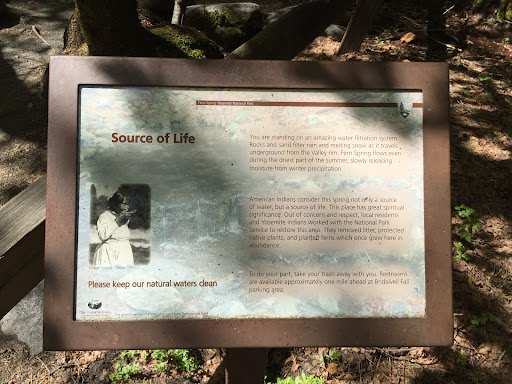 Fern Spring, Yosemite National Park
Source of Life
You are standing on an amazing water filtration system.
Rocks and sand filter rain and melting snow as it travels
underground from the Valley rim. Fern Spring flows even
during the driest part of the summer, slowly releasing
moisture from winter precipitation.
American Indians consider this spring not only a source
of water, but a source of life. This place has great spiritual
significance. Out of concern and respect, local residents
and Yosemite Indians worked with the National Park
Service to restore this area. They removed litter, protected
native plants, and planted ferns which once grew here in
abundance.
Please keep our natural waters clean
To do your part, take your trash away with you. Restrooms
are available approximately one mile ahead at Bridalveil Fall
parking area.